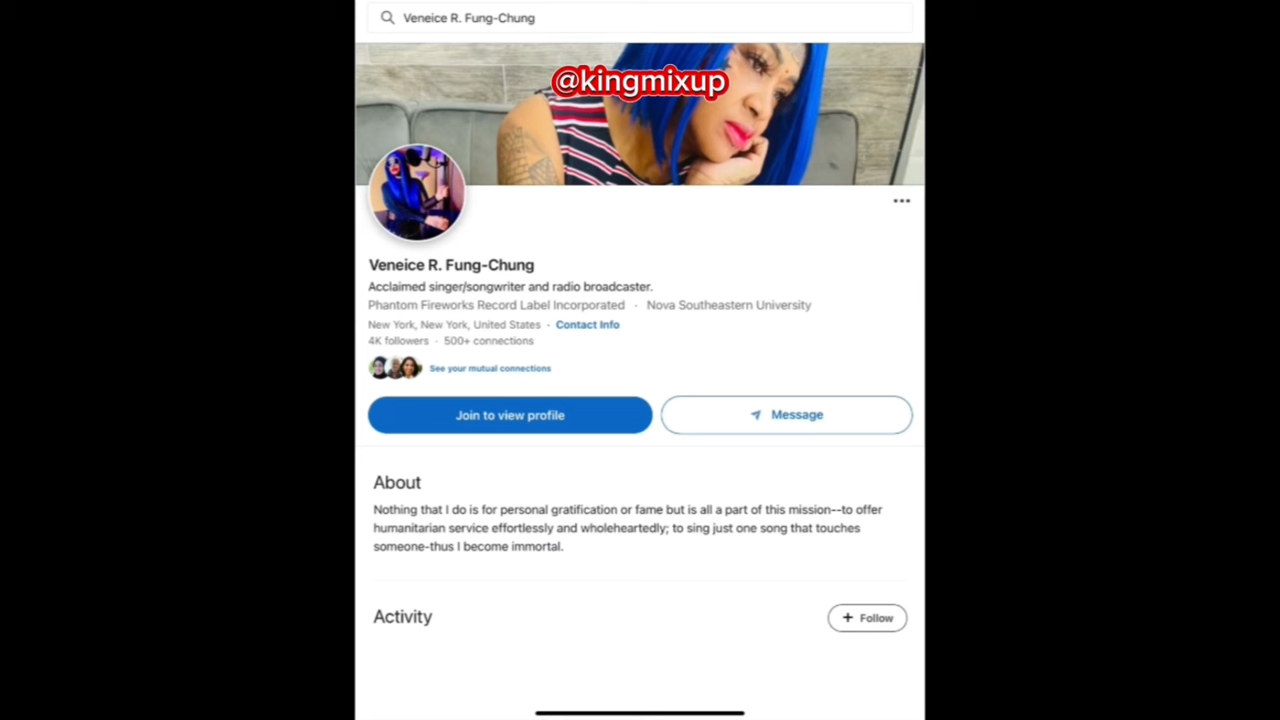 Veneice R. Fung-Chung
@kingmixup
Veneice R. Fung-Chung
Acclaimed singer/songwriter and radio broadcaster.
Phantom Fireworks Record Label Incorporated · Nova Southeastern University
New York, New York, United States · Contact Info
4K followers · 500+ connections
See your mutual connections
Join to view profile
Message
About
Nothing that I do is for personal gratification or fame but is all a part of this mission--to offer
humanitarian service effortlessly and wholeheartedly; to sing just one song that touches
someone-thus I become immortal.
Activity
+ Follow